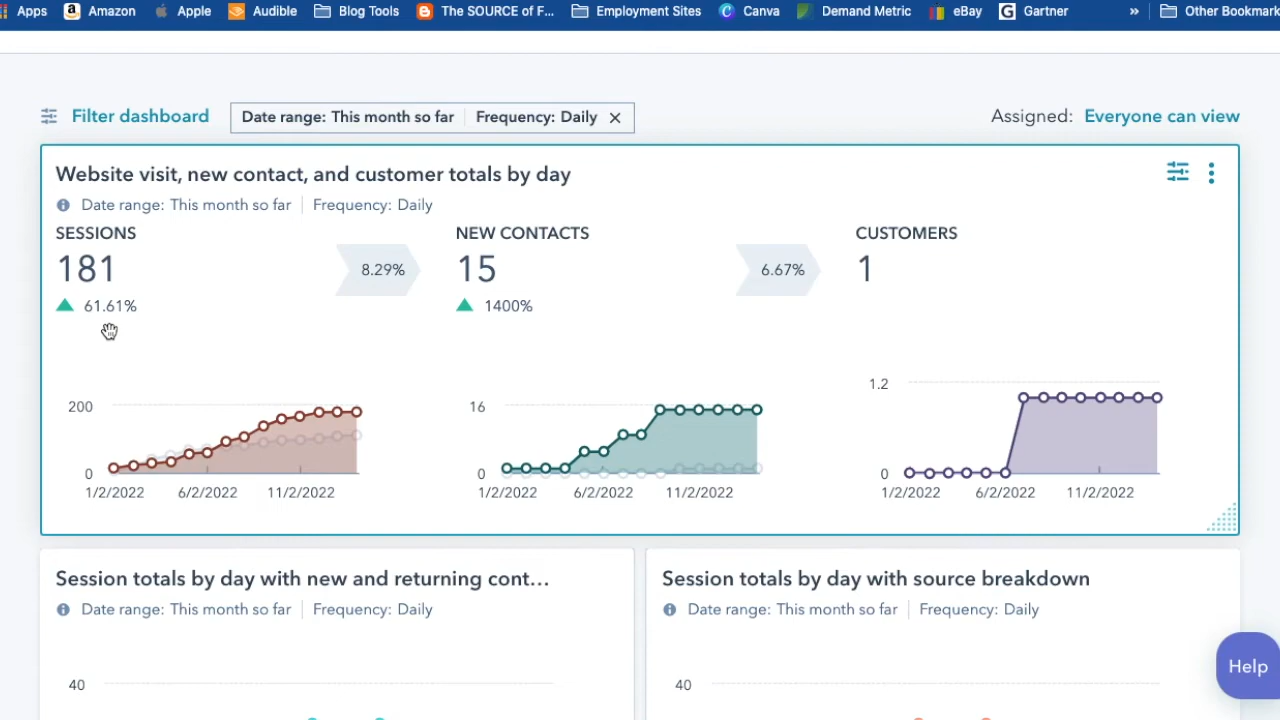 Apps Amazon Apple Audible Blog Tools The SOURCE of F... Employment Sites Canva Demand Metric eBay Gartner » Other Bookmark
Filter dashboard Date range: This month so far Frequency: Daily Assigned: Everyone can view
Website visit, new contact, and customer totals by day
Date range: This month so far Frequency: Daily
SESSIONS
181
61.61%
8.29%
NEW CONTACTS
15
1400%
6.67%
CUSTOMERS
1
200
0
1/2/2022 6/2/2022 11/2/2022
16
0
1/2/2022 6/2/2022 11/2/2022
1.2
0
1/2/2022 6/2/2022 11/2/2022
Session totals by day with new and returning cont...
Date range: This month so far Frequency: Daily
40
Session totals by day with source breakdown
Date range: This month so far Frequency: Daily
40
Help